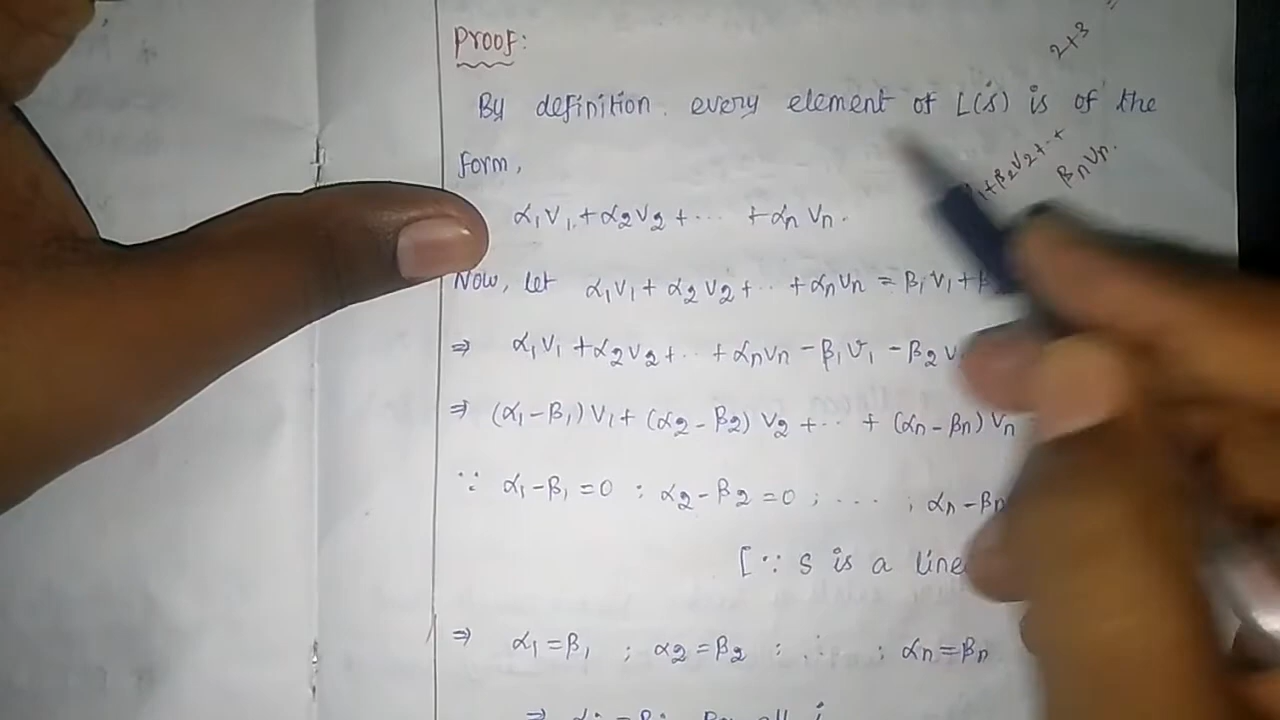 Proof:
2+3
By definition. every element of L(S) is of the
form,
1+β2V2+..+
βnVn.
α1V1+α2V2+... +αnVn.
Now, let α1V1+α2V2+..+αnVn=β1V1+
⇒ α1V1+α2V2+..+αnVn-β1V1-β2V
⇒ (α1-β1)V1+(α2-β2)V2+..+(αn-βn)Vn
∵ α1-β1=0 ; α2-β2=0 ; .... ; αn-βn
[∵ S is a line
⇒ α1=β1 ; α2=β2 ; ... ; αn=βn